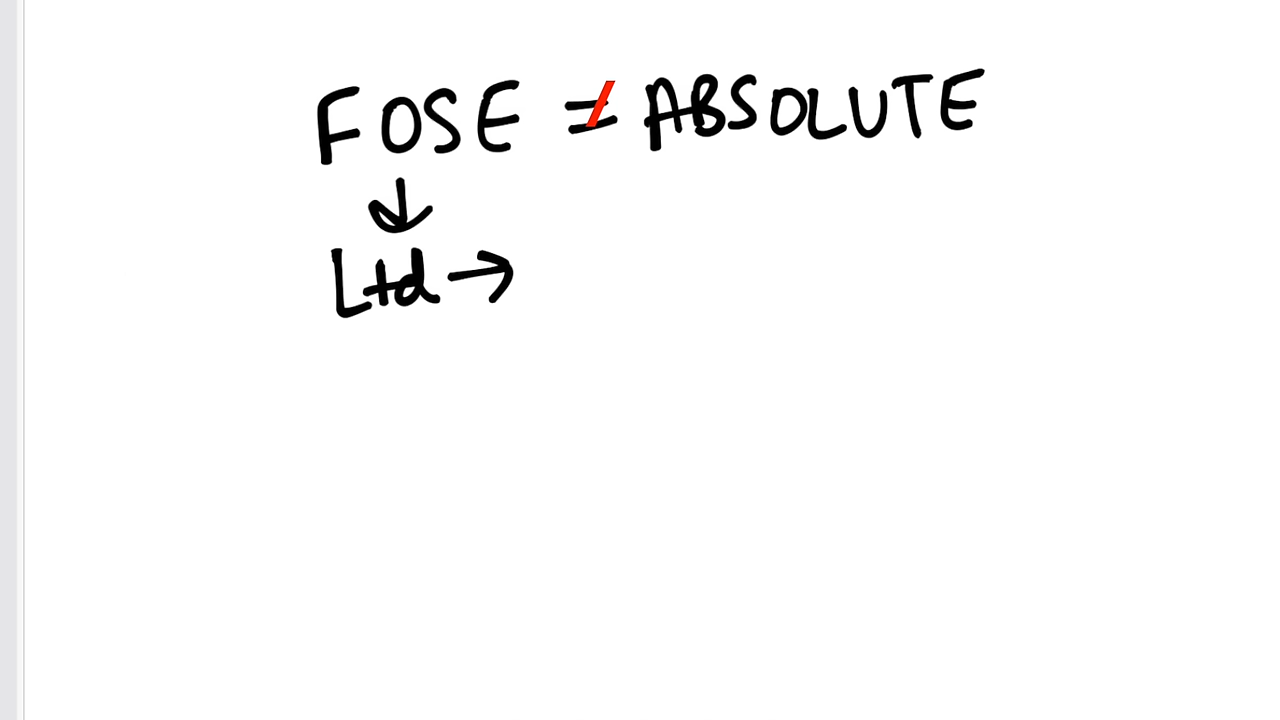 FOSE ≠ ABSOLUTE
↓
Ltd →